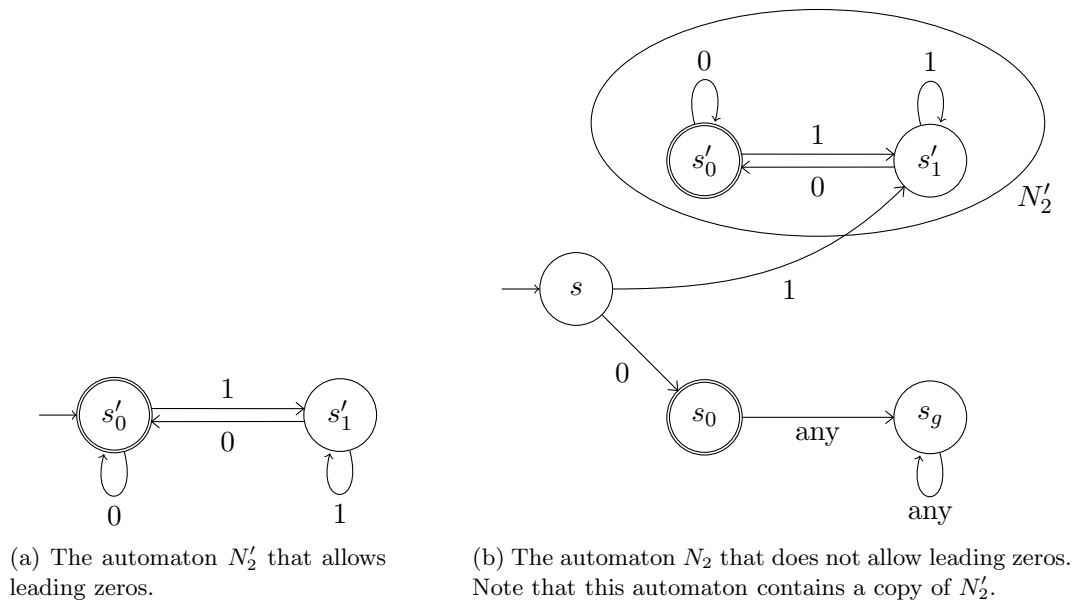 0
1
s′₀
1
s′₁
0
N′₂
s
1
0
s₀
any
s_g
any
s′₀
1
s′₁
0
0
1
(a) The automaton N′₂ that allows
leading zeros.
(b) The automaton N₂ that does not allow leading zeros.
Note that this automaton contains a copy of N′₂.